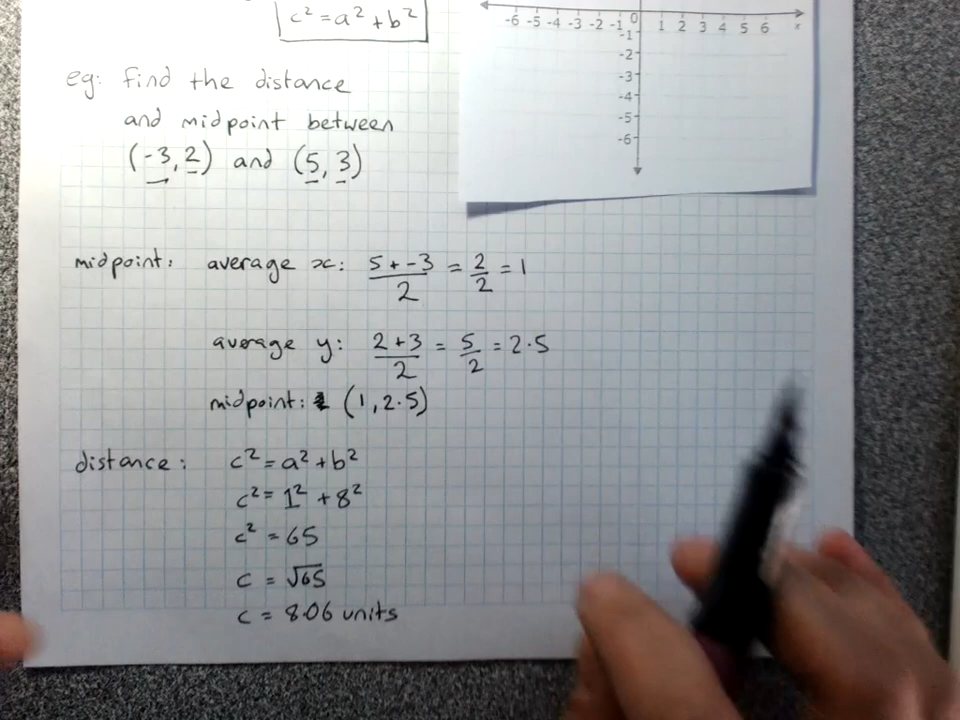 c² = a² + b²
-6 -5 -4 -3 -2 -1 0 1 2 3 4 5 6 x
-1
-2
-3
-4
-5
-6
eg: find the distance
and midpoint between
(-3, 2) and (5, 3)
midpoint: average x: 5 + -3 / 2 = 2/2 = 1
average y: 2 + 3 / 2 = 5/2 = 2.5
midpoint: (1, 2.5)
distance: c² = a² + b²
c² = 1² + 8²
c² = 65
c = √65
c = 8.06 units